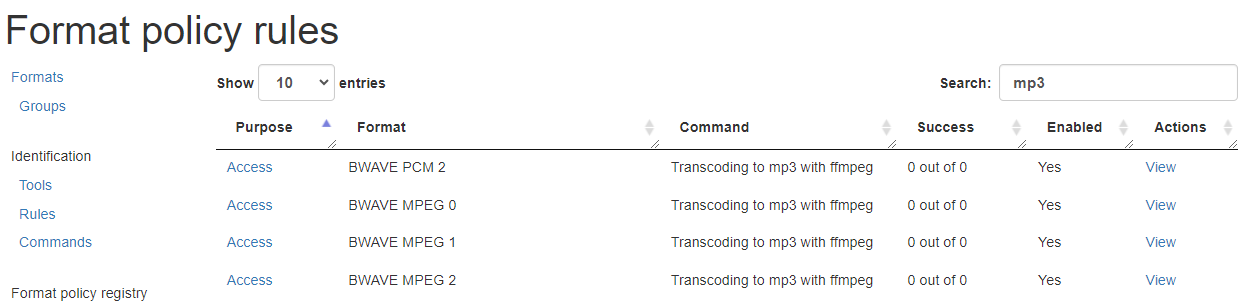 Format policy rules
Formats
Groups
Identification
Tools
Rules
Commands
Format policy registry
Show 10 entries
Search: mp3
Purpose Format Command Success Enabled Actions
Access BWAVE PCM 2 Transcoding to mp3 with ffmpeg 0 out of 0 Yes View
Access BWAVE MPEG 0 Transcoding to mp3 with ffmpeg 0 out of 0 Yes View
Access BWAVE MPEG 1 Transcoding to mp3 with ffmpeg 0 out of 0 Yes View
Access BWAVE MPEG 2 Transcoding to mp3 with ffmpeg 0 out of 0 Yes View